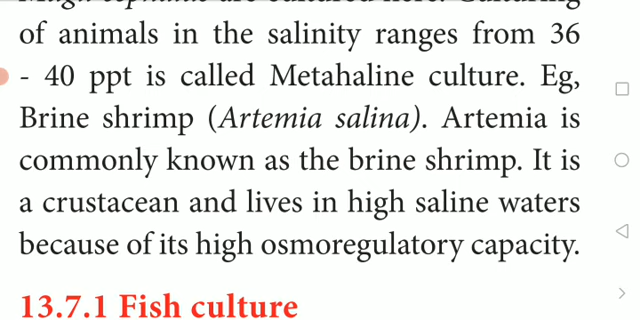 of animals in the salinity ranges from 36
- 40 ppt is called Metahaline culture. Eg,
Brine shrimp (Artemia salina). Artemia is
commonly known as the brine shrimp. It is
a crustacean and lives in high saline waters
because of its high osmoregulatory capacity.
13.7.1 Fish culture